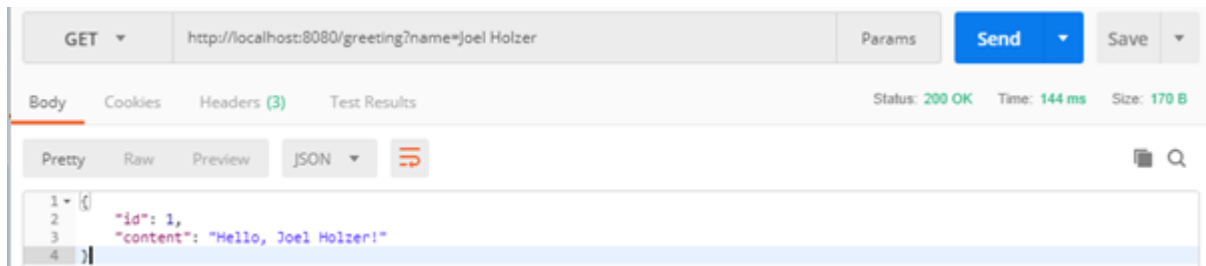 GET http://localhost:8080/greeting?name=Joel Holzer Params Send Save
Body Cookies Headers (3) Test Results Status: 200 OK Time: 144 ms Size: 170 B
Pretty Raw Preview JSON
1 {
2 "id": 1,
3 "content": "Hello, Joel Holzer!"
4 }